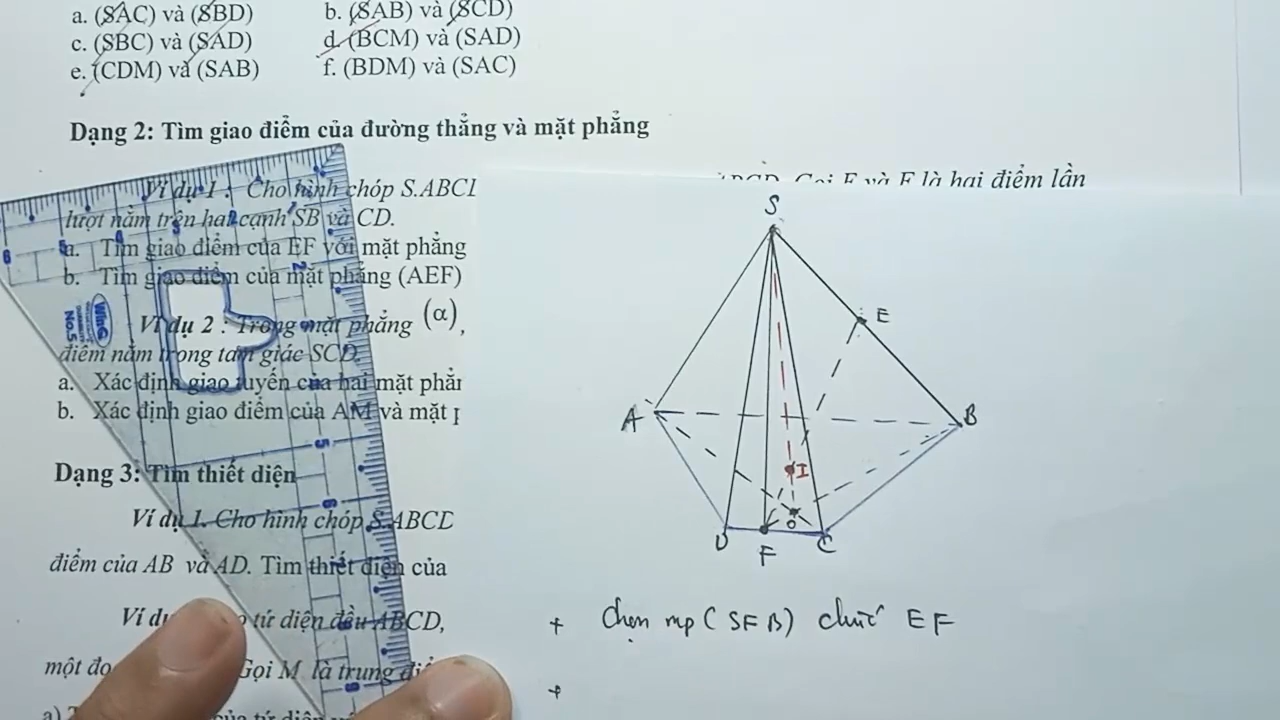 a. (SAC) và (SBD) b. (SAB) và (SCD)
c. (SBC) và (SAD) d. (BCM) và (SAD)
e. (CDM) và (SAB) f. (BDM) và (SAC)
Dạng 2: Tìm giao điểm của đường thẳng và mặt phẳng
Ví dụ 1 : Cho hình chóp S.ABCD. Gọi E và F là hai điểm lần
lượt nằm trên hai cạnh SB và CD.
a. Tìm giao điểm của EF với mặt phẳng
b. Tìm giao điểm của mặt phẳng (AEF)
Ví dụ 2 : Trong mặt phẳng (α),
điểm nằm trong tam giác SCD.
a. Xác định giao tuyến của hai mặt
b. Xác định giao điểm của AM và mặt
Dạng 3: Tìm thiết diện
Ví dụ 1. Cho hình chóp S.ABCD
điểm của AB và AD. Tìm thiết diện của
tứ diện đều ABCD,
một Gọi M là trung
a)
S
E
A
B
I
O
D
F
C
+ Chọn mp (SFB) chứa EF
+
WinG
No.5